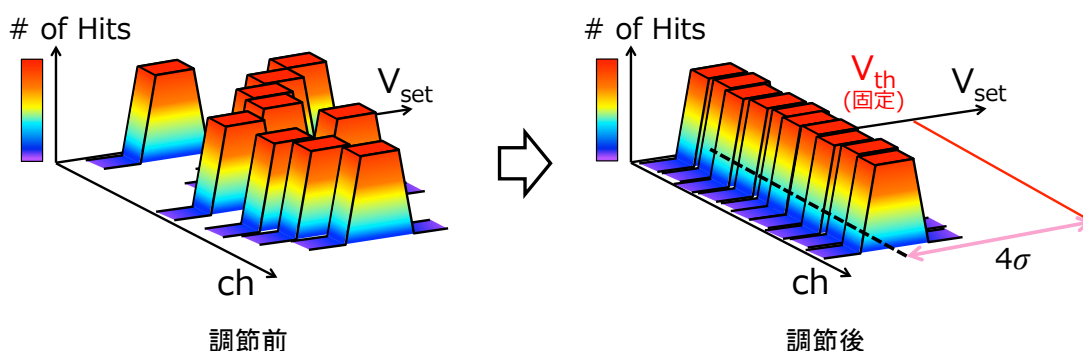 # of Hits
V_set
ch
調節前
# of Hits
V_th
(固定)
V_set
4σ
ch
調節後